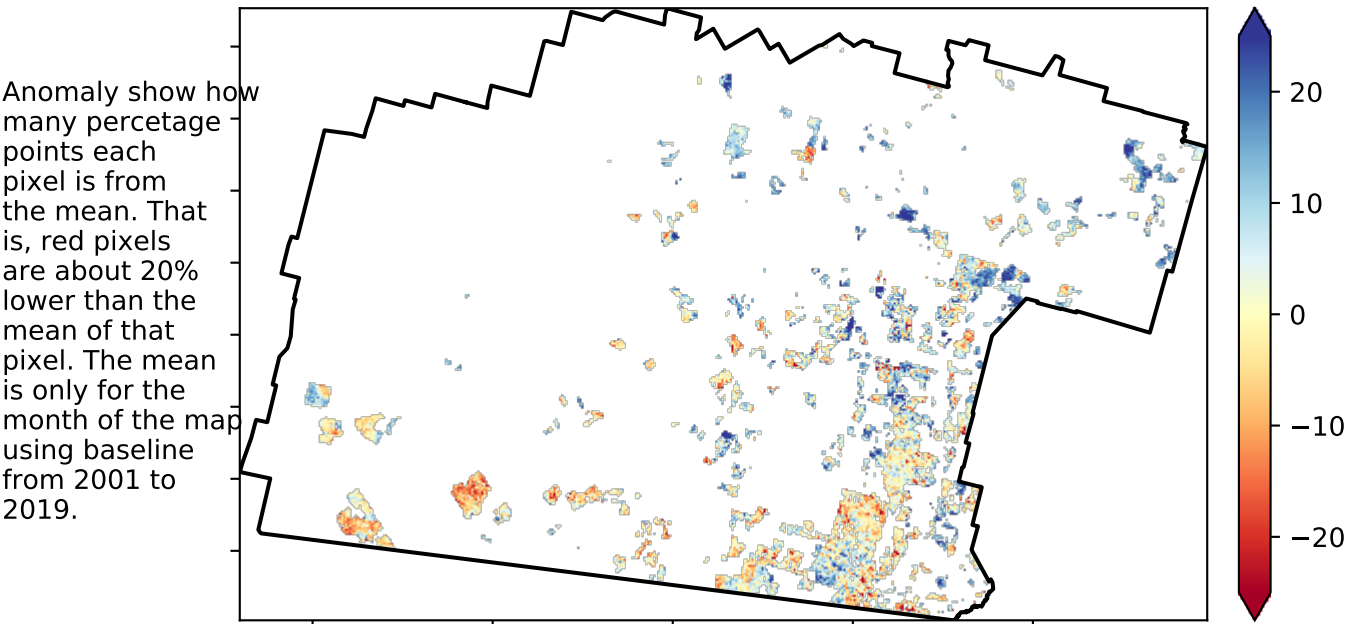 Anomaly show how
many percetage
points each
pixel is from
the mean. That
is, red pixels
are about 20%
lower than the
mean of that
pixel. The mean
is only for the
month of the map
using baseline
from 2001 to
2019.
20
10
0
−10
−20